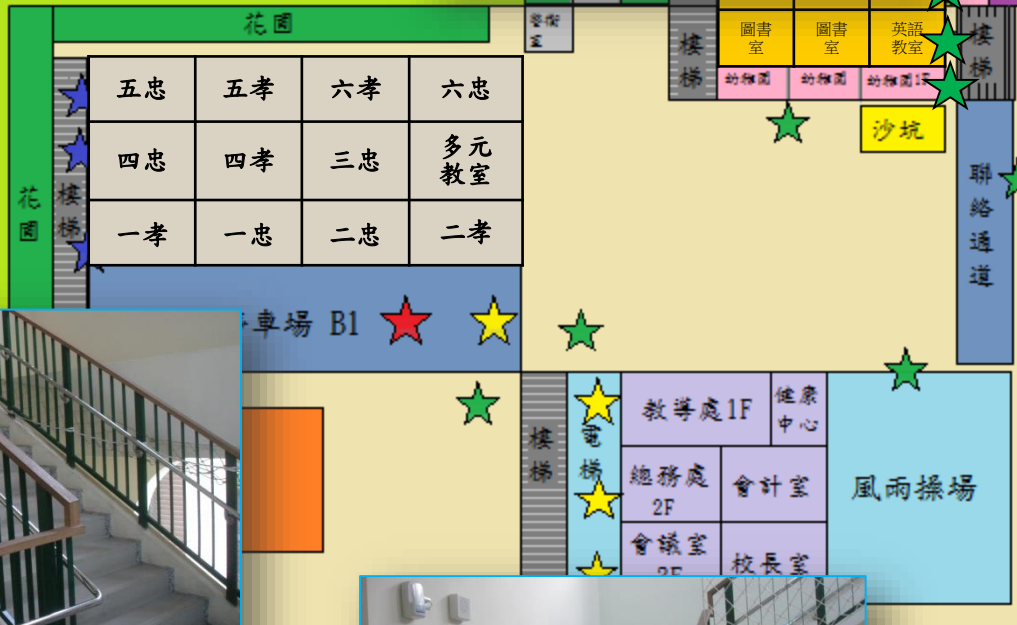 花園
警衛
室
樓
梯
圖書
室
圖書
室
英語
教室
樓
梯
幼稚園
幼稚園
幼稚園1F
沙坑
聯
絡
通
道
花
園
樓
梯
五忠
五孝
六孝
六忠
四忠
四孝
三忠
多元
教室
一孝
一忠
二忠
二孝
車場 B1
樓
梯
電
梯
教導處1F
健康
中心
總務處
2F
會計室
風雨操場
會議室
校長室